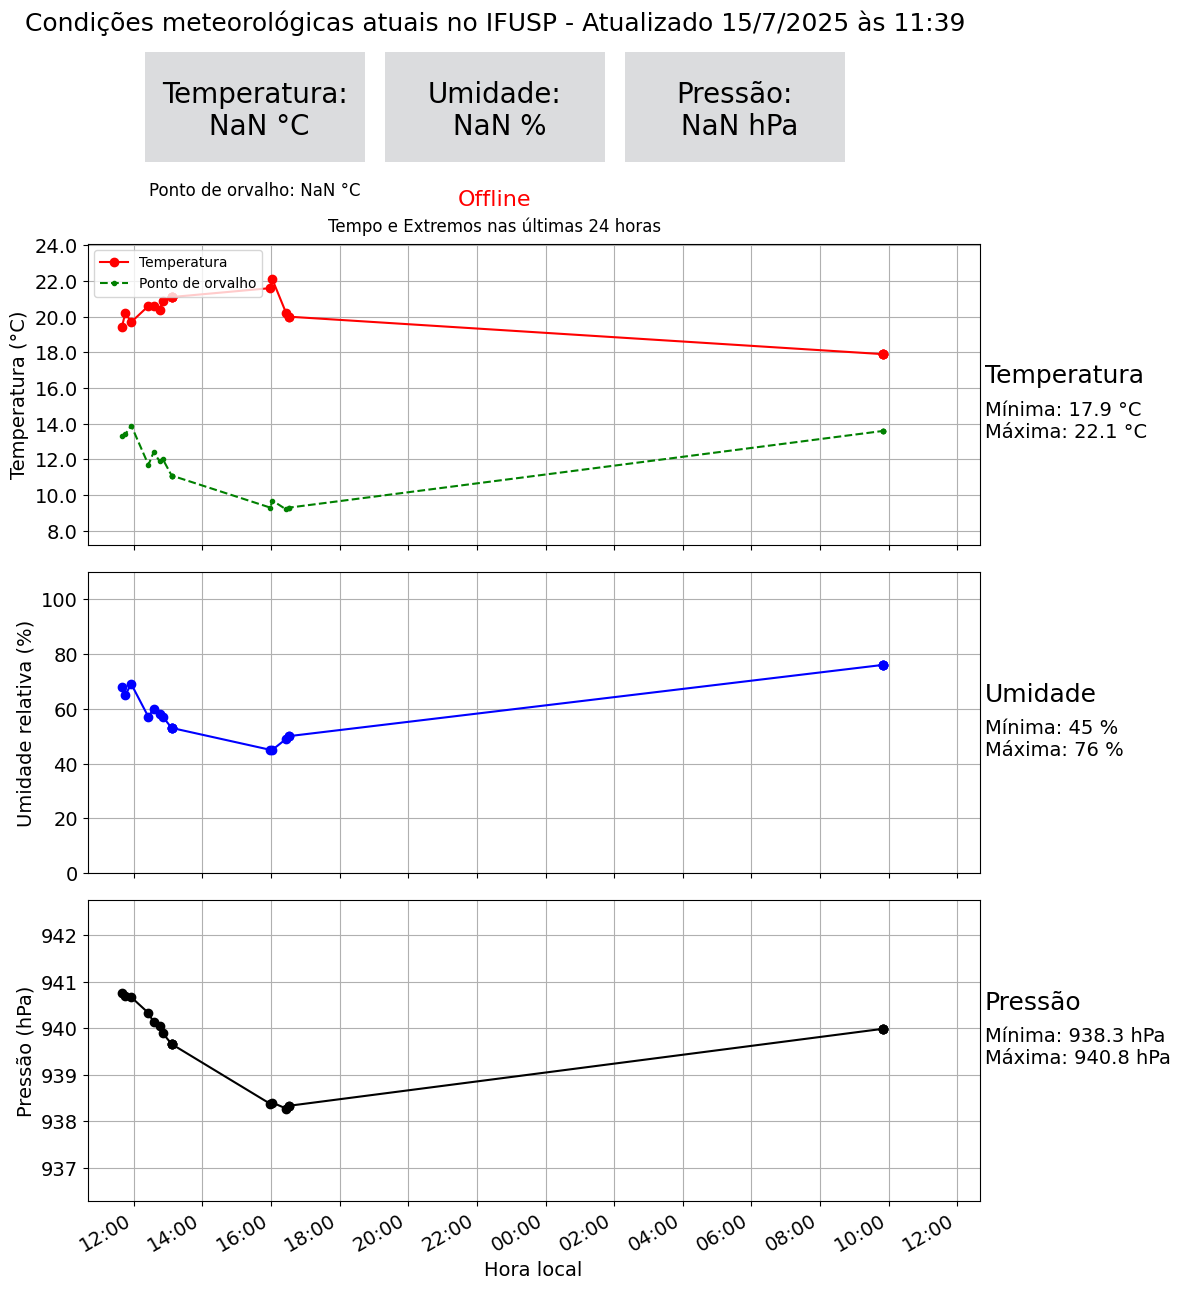 Condições meteorológicas atuais no IFUSP - Atualizado 15/7/2025 às 11:39
Temperatura:
NaN °C
Umidade:
NaN %
Pressão:
NaN hPa
Ponto de orvalho: NaN °C
Offline
Tempo e Extremos nas últimas 24 horas
Temperatura
Ponto de orvalho
24.0
22.0
20.0
18.0
16.0
14.0
12.0
10.0
8.0
Temperatura (°C)
Temperatura
Mínima: 17.9 °C
Máxima: 22.1 °C
100
80
60
40
20
0
Umidade relativa (%)
Umidade
Mínima: 45 %
Máxima: 76 %
942
941
940
939
938
937
Pressão (hPa)
Pressão
Mínima: 938.3 hPa
Máxima: 940.8 hPa
12:00 14:00 16:00 18:00 20:00 22:00 00:00 02:00 04:00 06:00 08:00 10:00 12:00
Hora local